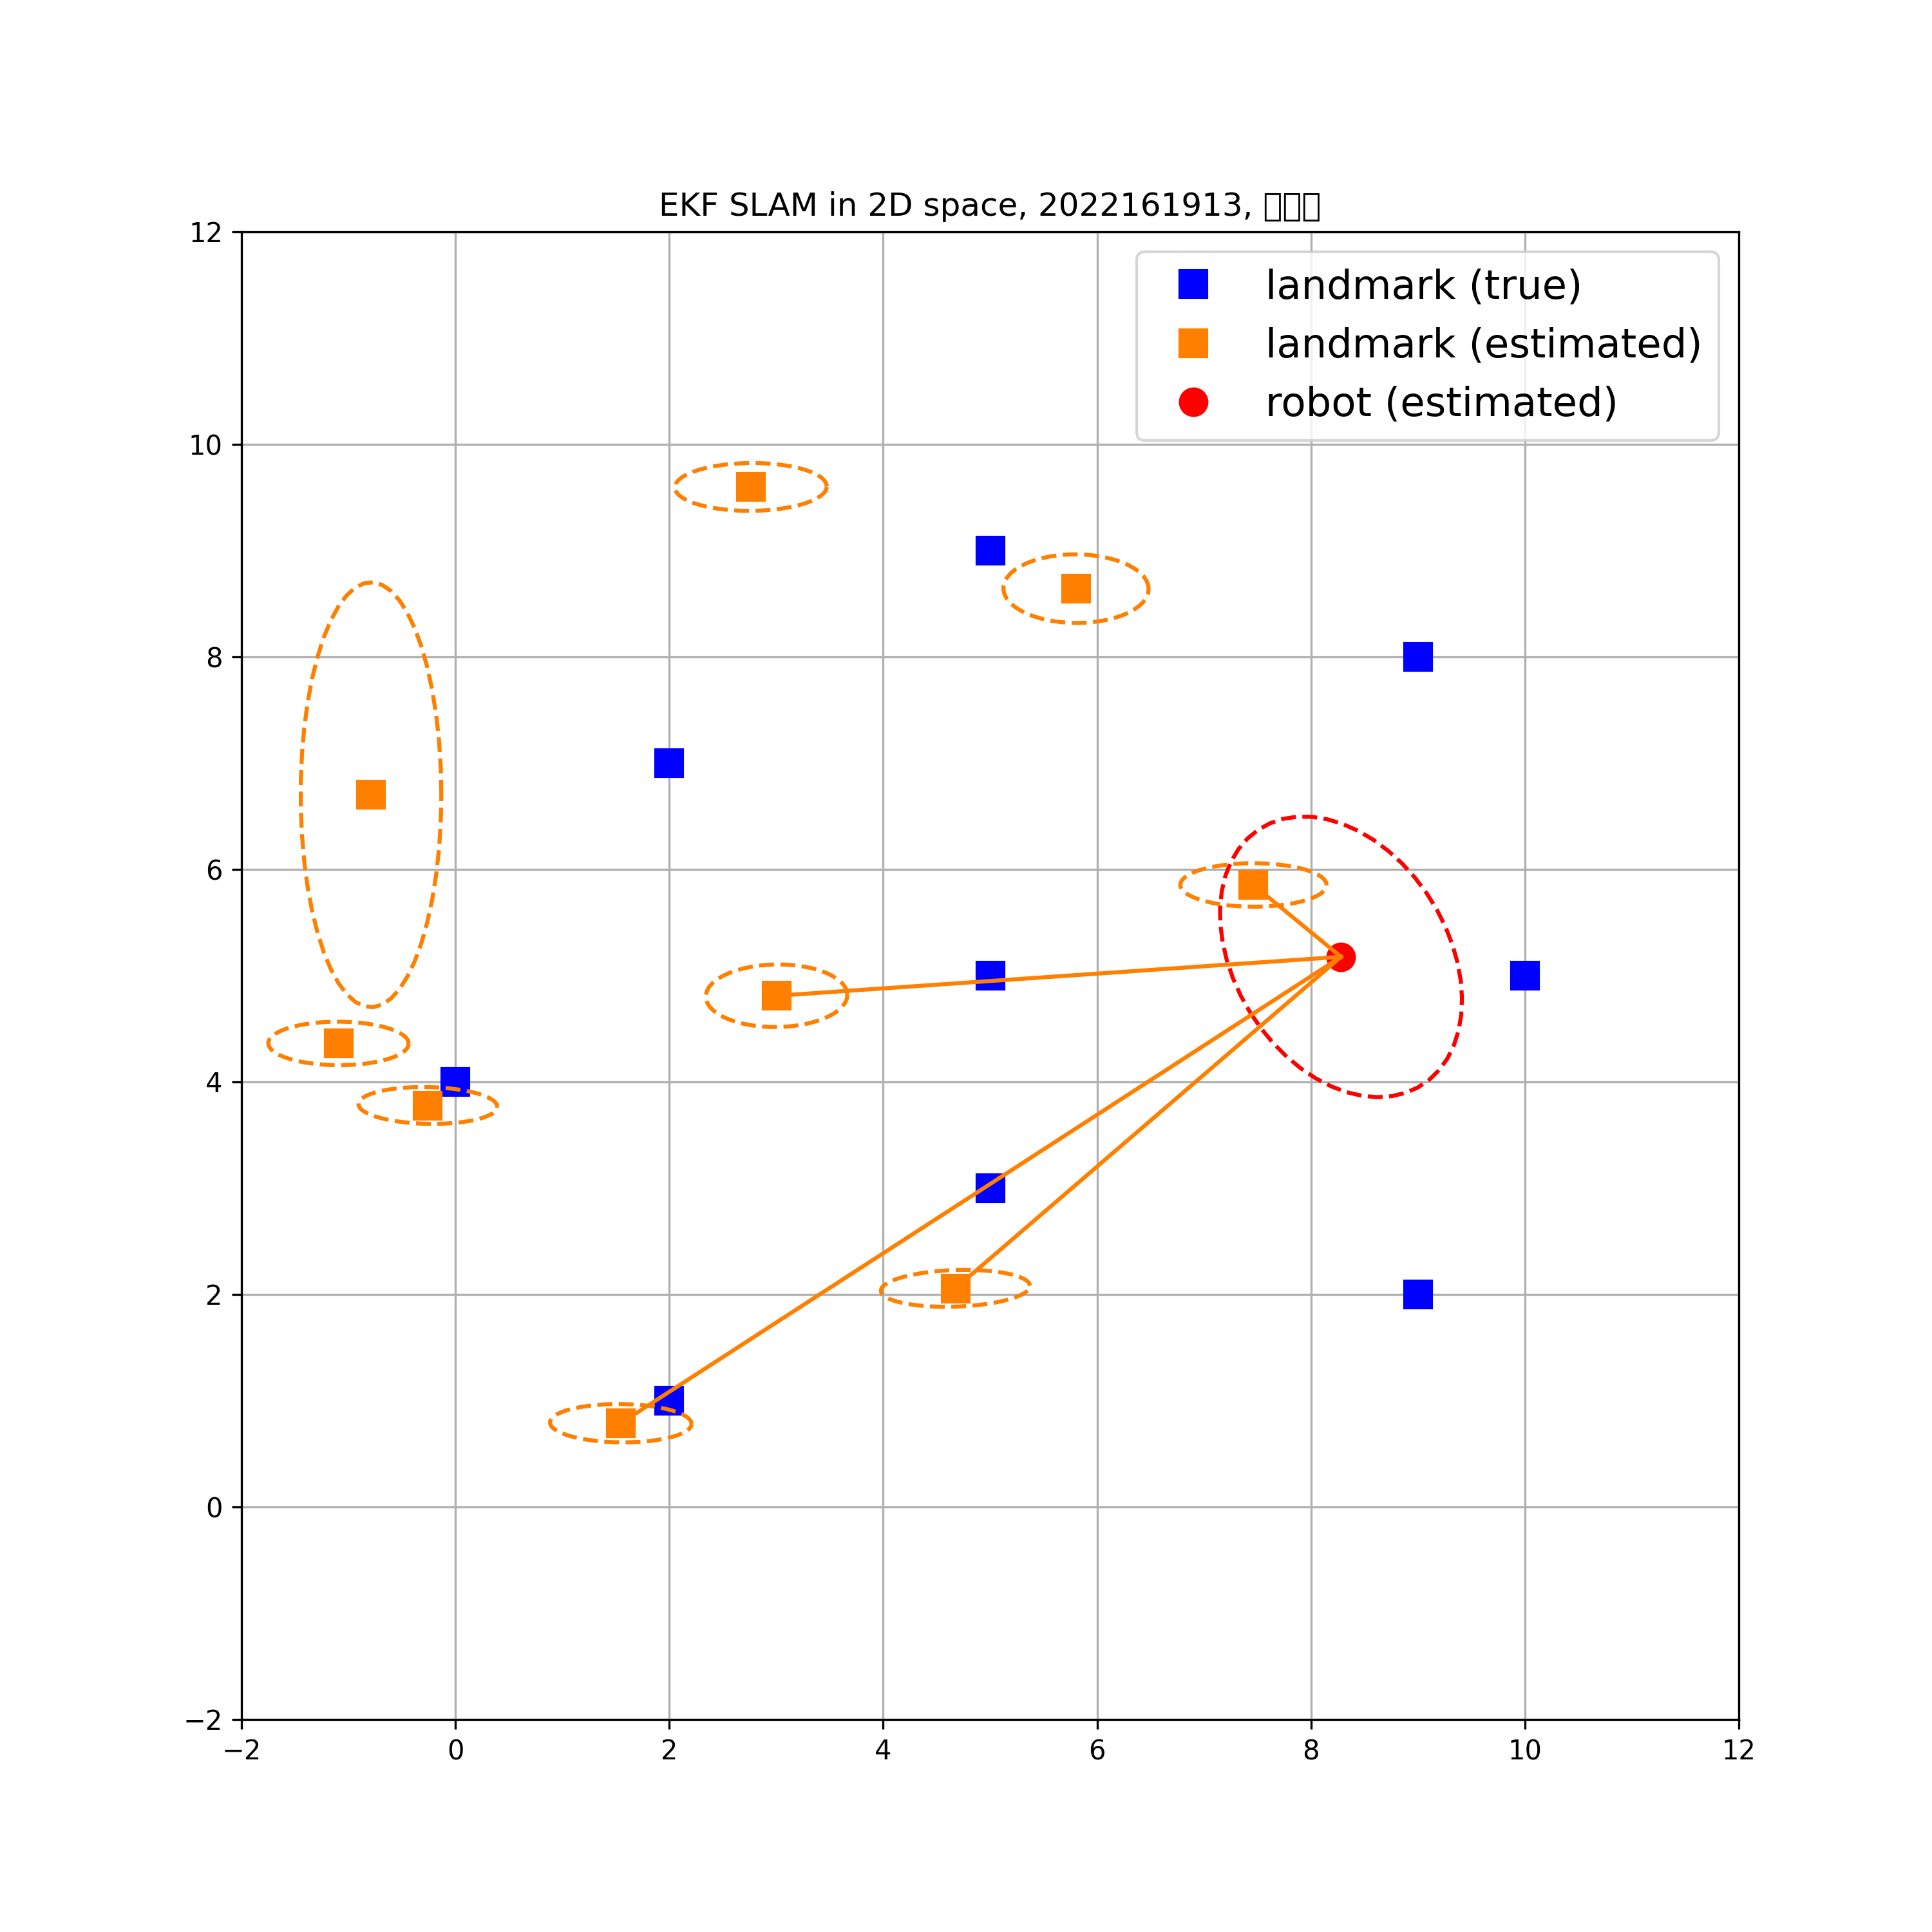 EKF SLAM in 2D space, 2022161913,
12
landmark (true)
landmark (estimated)
robot (estimated)
10
8
6
4
2
0
−2
−2 0 2 4 6 8 10 12